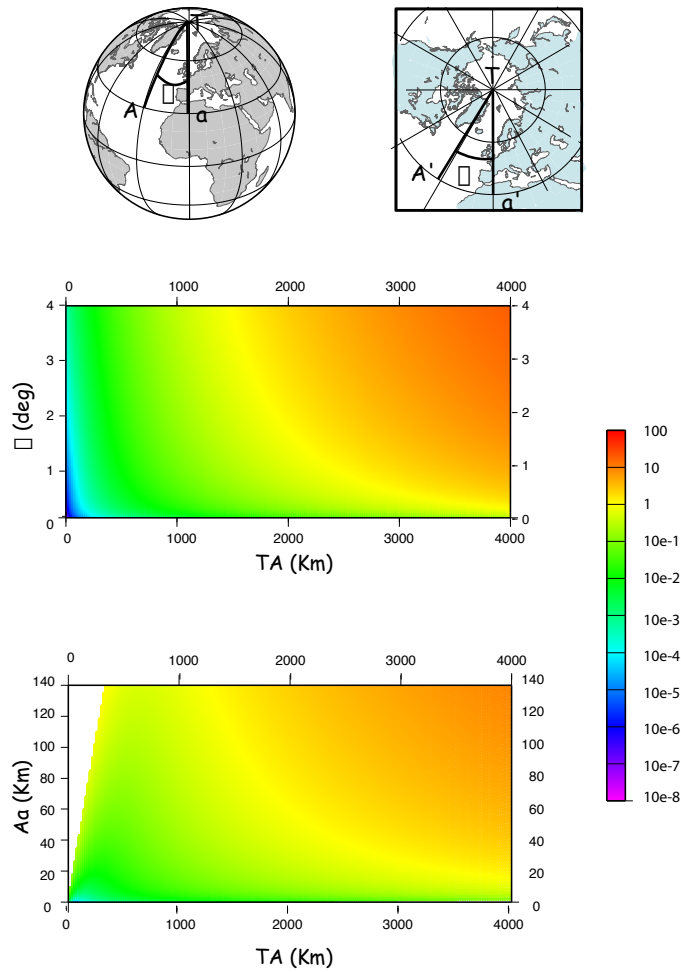 T
A
▯
a
T
A'
▯
a'
0 1000 2000 3000 4000
4 4
3 3
2 2
1 1
0 0
▯ (deg)
0 1000 2000 3000 4000
TA (Km)
100
10
1
10e-1
10e-2
10e-3
10e-4
10e-5
10e-6
10e-7
10e-8
0 1000 2000 3000 4000
140 140
120 120
100 100
80 80
60 60
40 40
20 20
0 0
Aa (Km)
0 1000 2000 3000 4000
TA (Km)